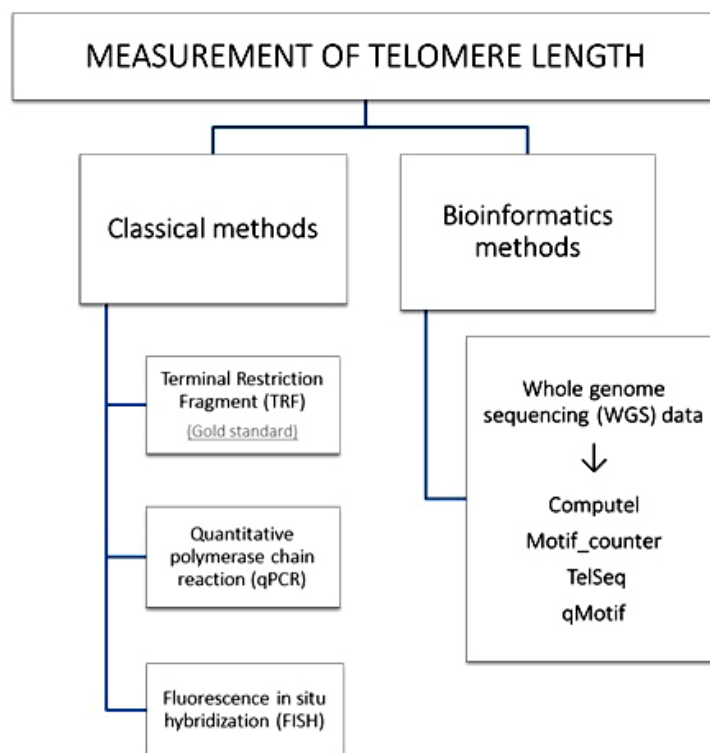 MEASUREMENT OF TELOMERE LENGTH
Classical methods
Terminal Restriction
Fragment (TRF)
(Gold standard)
Quantitative
polymerase chain
reaction (qPCR)
Fluorescence in situ
hybridization (FISH)
Bioinformatics
methods
Whole genome
sequencing (WGS) data
↓
Computel
Motif_counter
TelSeq
qMotif